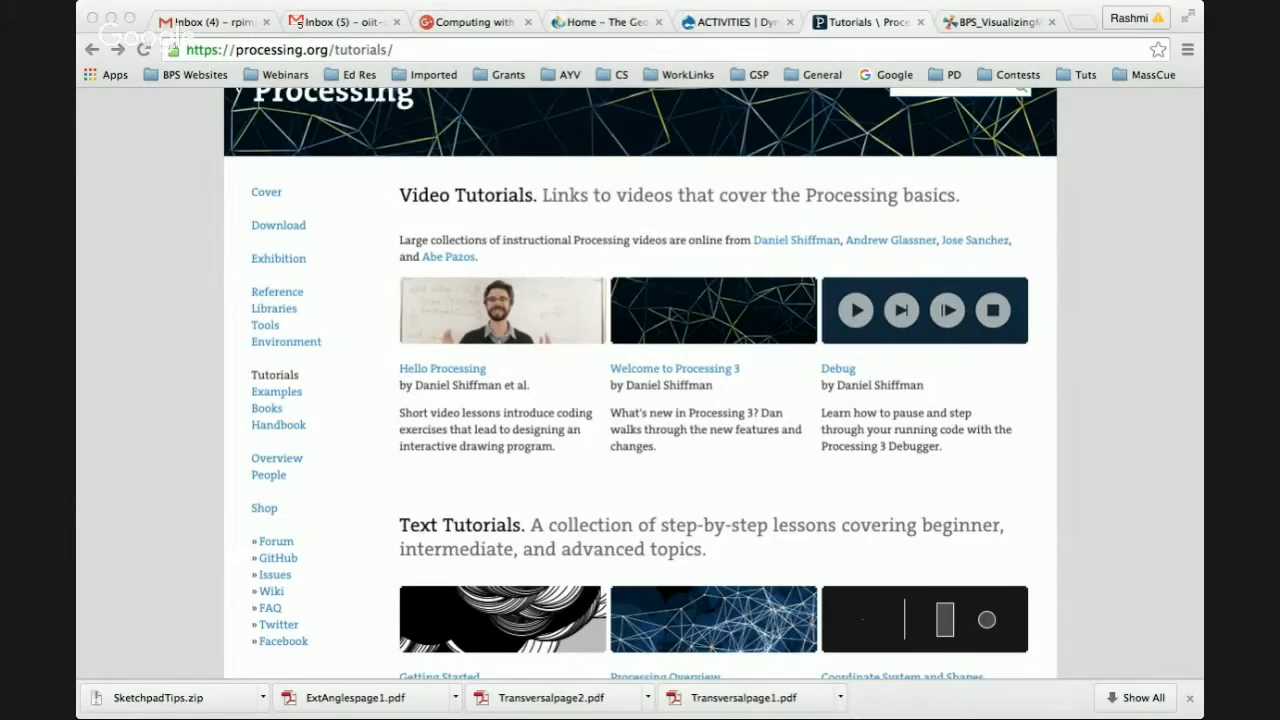 Inbox (4) – rpim
Inbox (5) – oiit-c
Computing with
Home – The Geo
ACTIVITIES | Dyn
Tutorials \ Proce
BPS_Visualizing
Rashmi
Google
https://processing.org/tutorials/
Apps
BPS Websites
Webinars
Ed Res
Imported
Grants
AYV
CS
WorkLinks
GSP
General
Google
PD
Contests
Tuts
MassCue
Processing
Cover
Download
Exhibition
Reference
Libraries
Tools
Environment
Tutorials
Examples
Books
Handbook
Overview
People
Shop
» Forum
» GitHub
» Issues
» Wiki
» FAQ
» Twitter
» Facebook
Video Tutorials. Links to videos that cover the Processing basics.
Large collections of instructional Processing videos are online from Daniel Shiffman, Andrew Glassner, Jose Sanchez,
and Abe Pazos.
Hello Processing
by Daniel Shiffman et al.
Short video lessons introduce coding
exercises that lead to designing an
interactive drawing program.
Welcome to Processing 3
by Daniel Shiffman
What's new in Processing 3? Dan
walks through the new features and
changes.
Debug
by Daniel Shiffman
Learn how to pause and step
through your running code with the
Processing 3 Debugger.
Text Tutorials. A collection of step-by-step lessons covering beginner,
intermediate, and advanced topics.
Getting Started
Processing Overview
Coordinate System and Shapes
SketchpadTips.zip
ExtAnglespage1.pdf
Transversalpage2.pdf
Transversalpage1.pdf
Show All